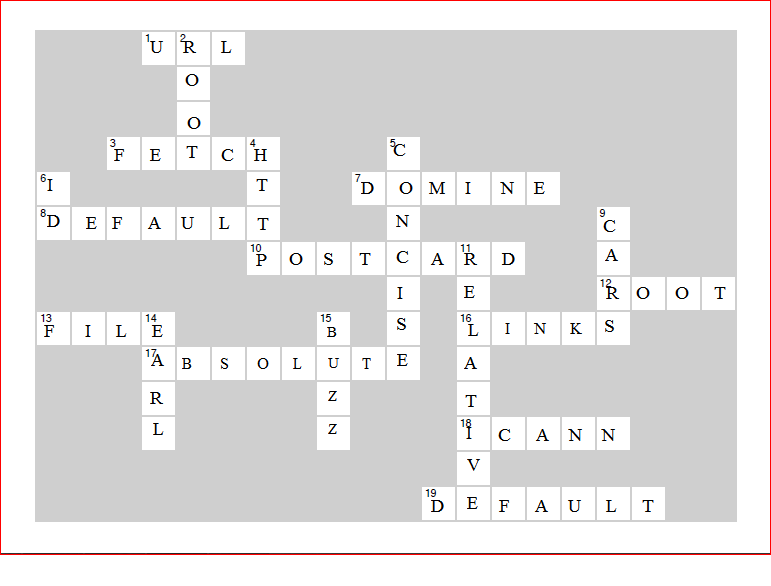 1 U 2 R L
O
O
3 F E T C 4 H 5 C
6 I T 7 D O M I N E
8 D E F A U L T N 9 C
10 P O S T C A 11 R D A
I E 12 R O O T
13 F I L 14 E 15 B S 16 L I N K S
17 A B S O L U T E A
R Z T
L Z 18 I C A N N
V
19 D E F A U L T